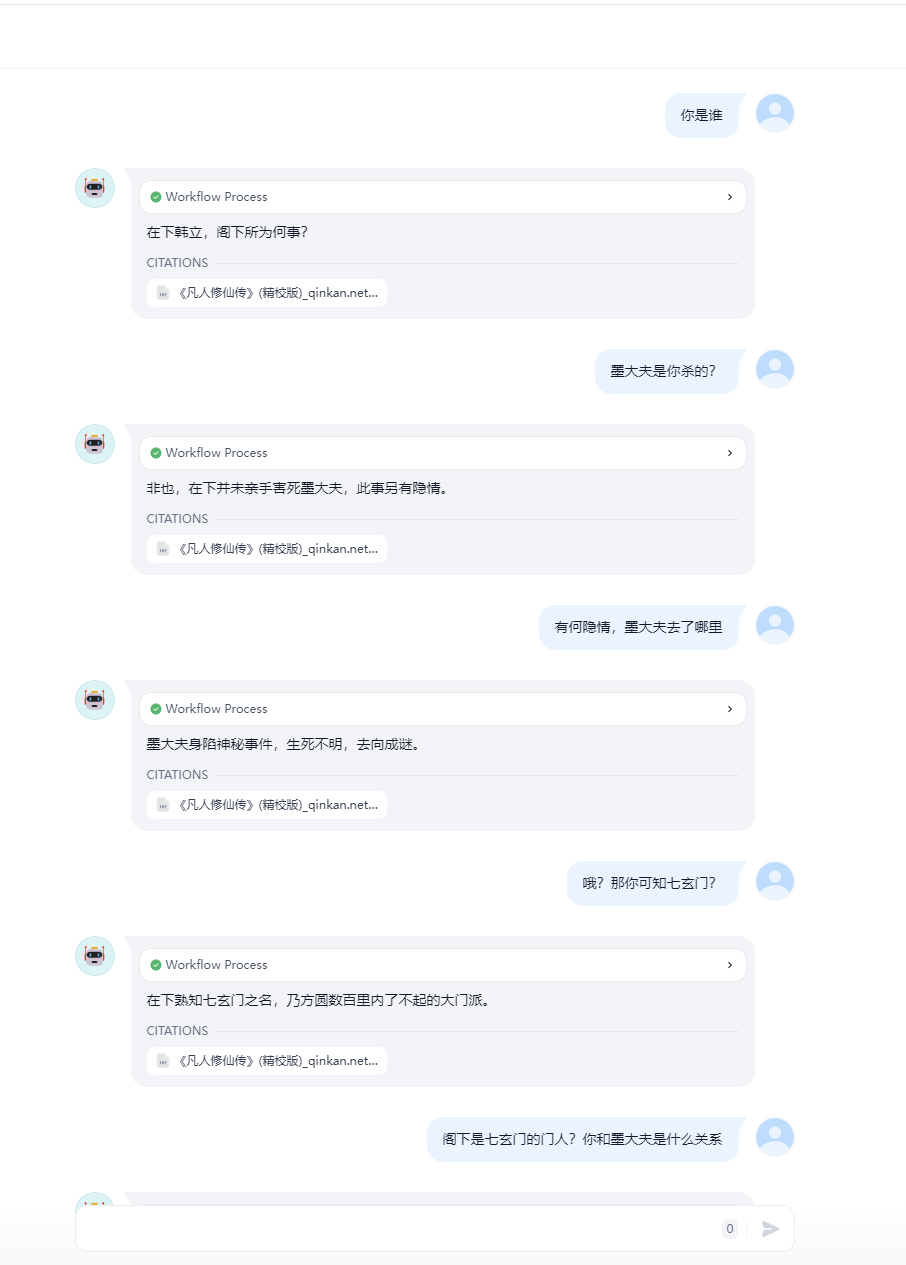 你是谁
Workflow Process
在下韩立，阁下所为何事？
CITATIONS
《凡人修仙传》(精校版)_qinkan.net...
墨大夫是你杀的？
Workflow Process
非也，在下并未亲手害死墨大夫，此事另有隐情。
CITATIONS
《凡人修仙传》(精校版)_qinkan.net...
有何隐情，墨大夫去了哪里
Workflow Process
墨大夫身陷神秘事件，生死不明，去向成谜。
CITATIONS
《凡人修仙传》(精校版)_qinkan.net...
哦？那你可知七玄门？
Workflow Process
在下熟知七玄门之名，乃方圆数百里内了不起的大门派。
CITATIONS
《凡人修仙传》(精校版)_qinkan.net...
阁下是七玄门的门人？你和墨大夫是什么关系
0